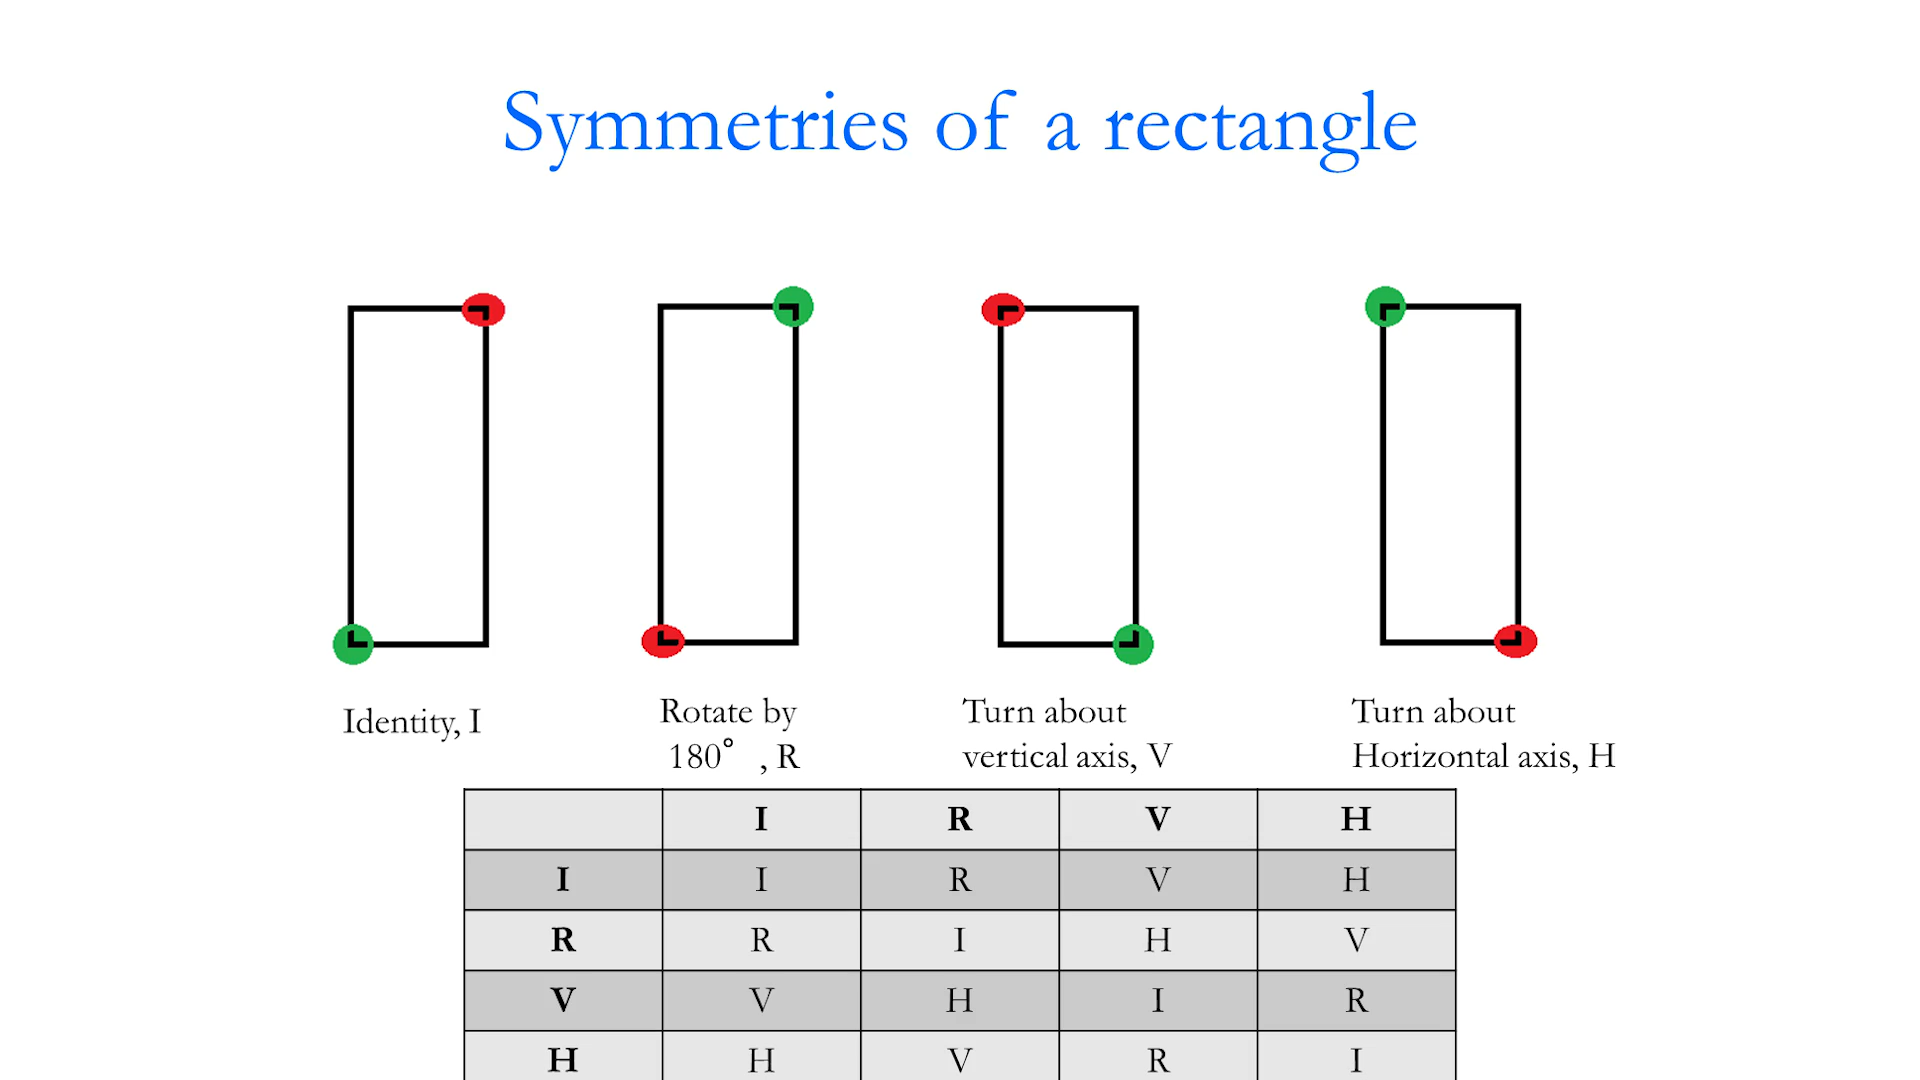 Symmetries of a rectangle
Identity, I
Rotate by
180° , R
Turn about
vertical axis, V
Turn about
Horizontal axis, H
I R V H
I I R V H
R R I H V
V V H I R
H H V R I